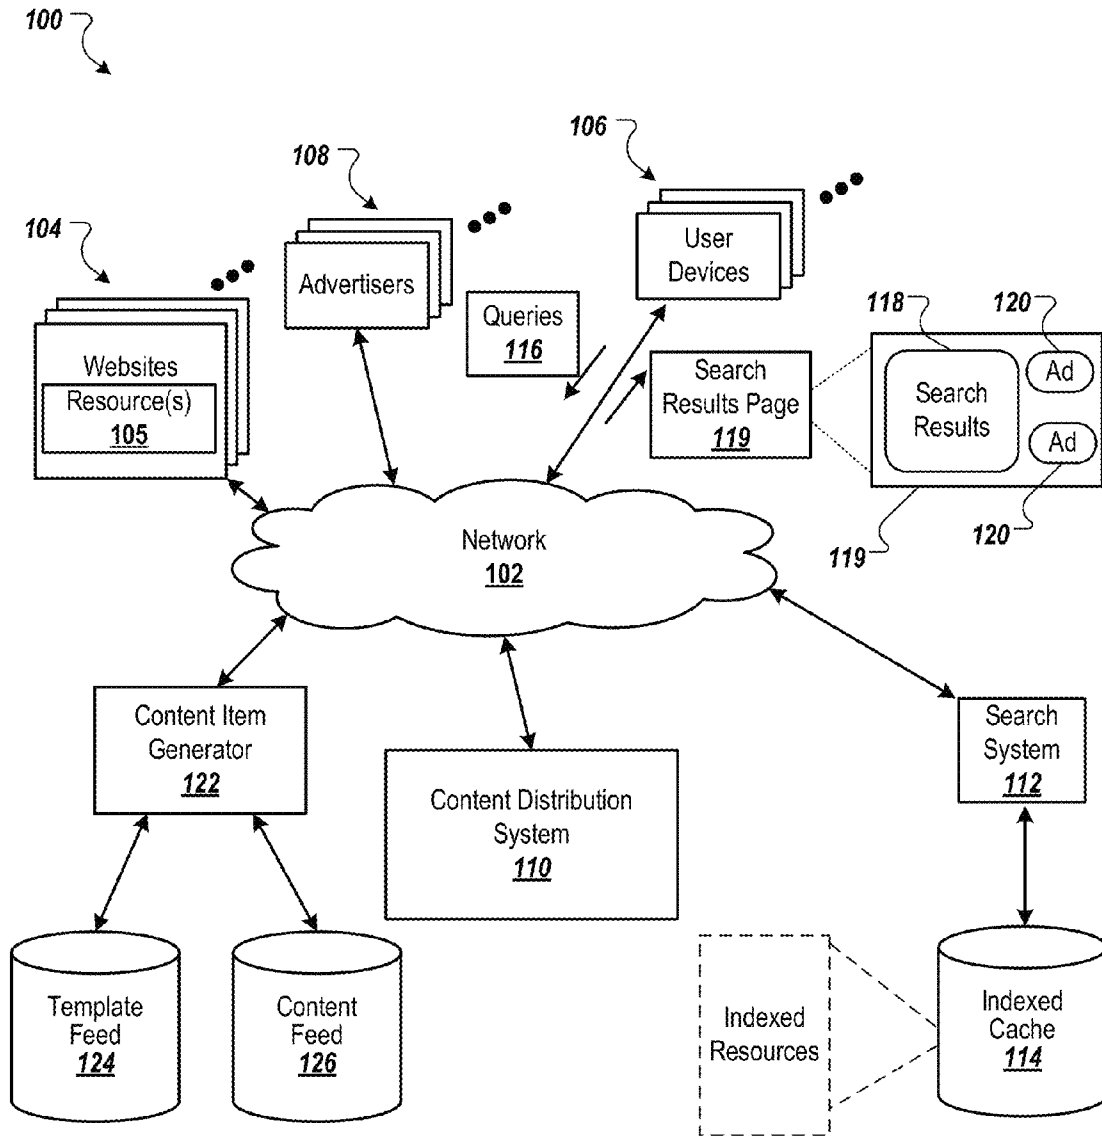 100
106
108
104
User
Devices
Advertisers
Queries
116
118
120
Websites
Resource(s)
105
Search
Results Page
119
Search
Results
Ad
Ad
119
120
Network
102
Content Item
Generator
122
Search
System
112
Content Distribution
System
110
Template
Feed
124
Content
Feed
126
Indexed
Resources
Indexed
Cache
114